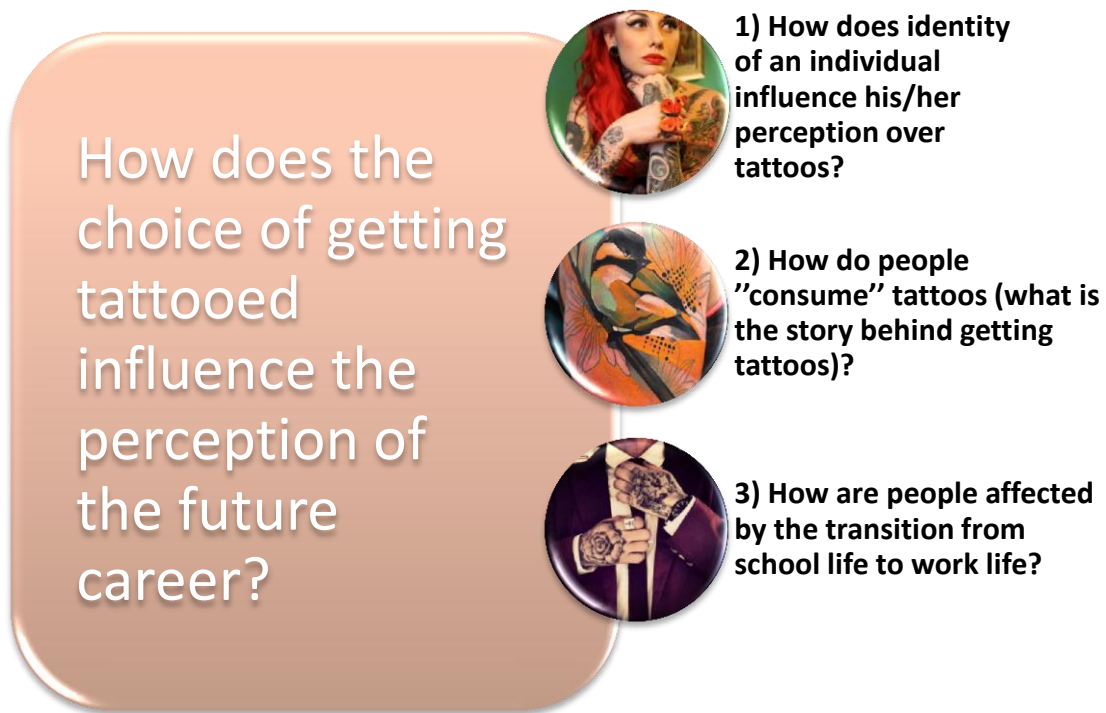 How does the
choice of getting
tattooed
influence the
perception of
the future
career?
1) How does identity
of an individual
influence his/her
perception over
tattoos?
2) How do people
’’consume’’ tattoos (what is
the story behind getting
tattoos)?
3) How are people affected
by the transition from
school life to work life?